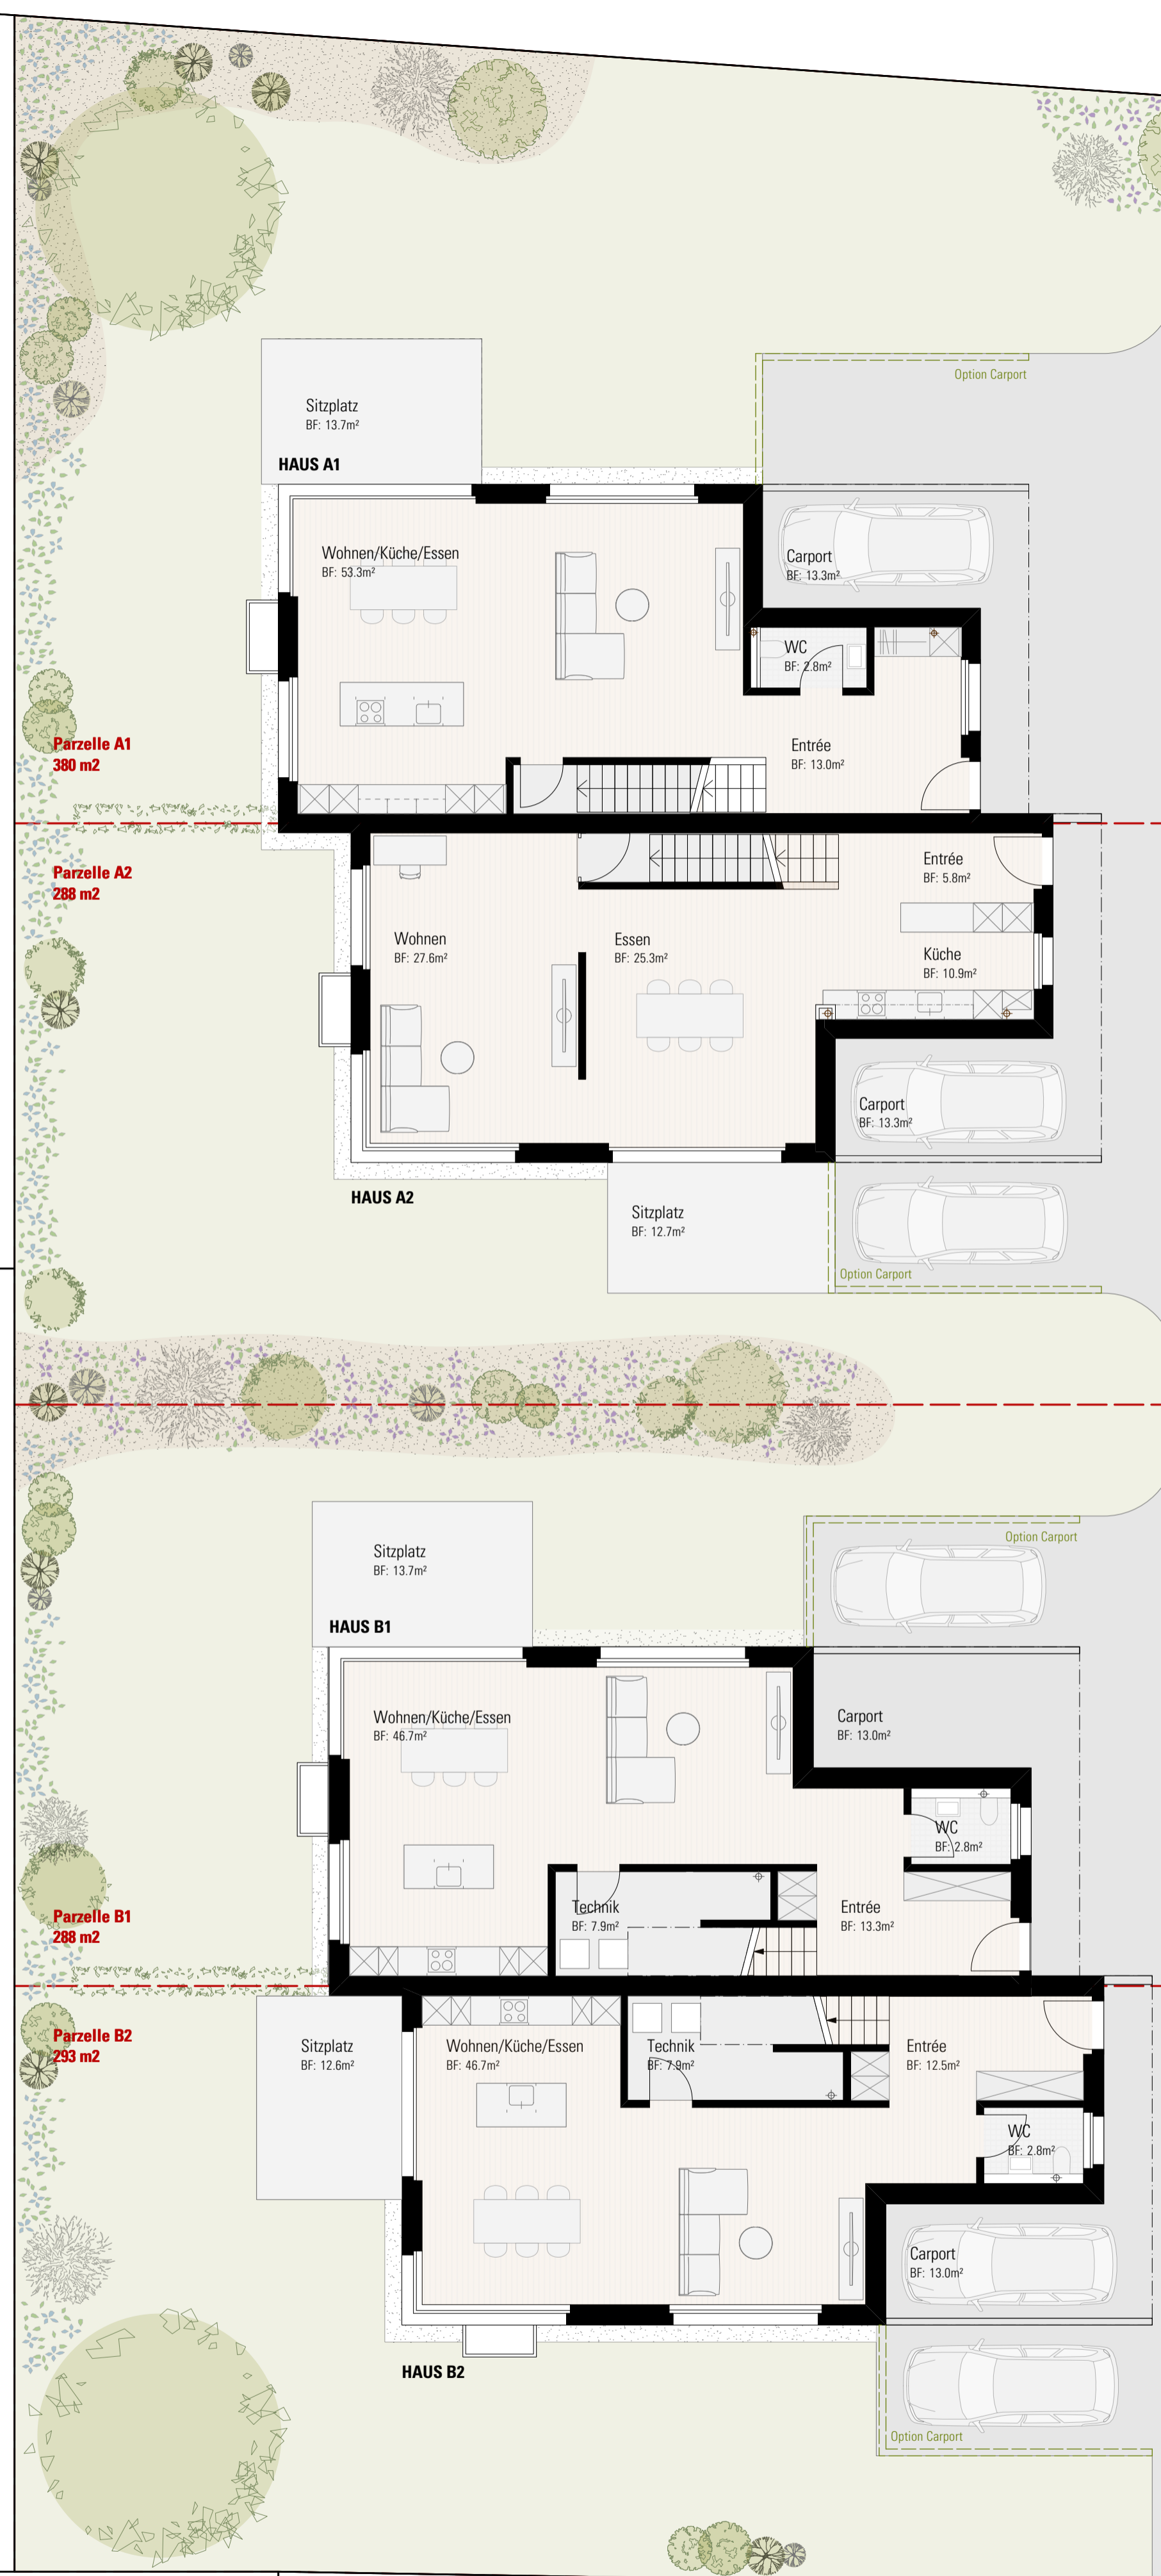 Option Carport
Sitzplatz
BF: 13.7m²
HAUS A1
Wohnen/Küche/Essen
BF: 53.3m²
Carport
BF: 13.3m²
WC
BF: 2.8m²
Entrée
BF: 13.0m²
Parzelle A1
380 m2
Parzelle A2
288 m2
Entrée
BF: 5.8m²
Wohnen
BF: 27.6m²
Essen
BF: 25.3m²
Küche
BF: 10.9m²
Carport
BF: 13.3m²
HAUS A2
Sitzplatz
BF: 12.7m²
Option Carport
Option Carport
Sitzplatz
BF: 13.7m²
HAUS B1
Wohnen/Küche/Essen
BF: 46.7m²
Carport
BF: 13.0m²
WC
BF: 2.8m²
Technik
BF: 7.9m²
Entrée
BF: 13.3m²
Parzelle B1
288 m2
Parzelle B2
293 m2
Sitzplatz
BF: 12.6m²
Wohnen/Küche/Essen
BF: 46.7m²
Technik
BF: 7.9m²
Entrée
BF: 12.5m²
WC
BF: 2.8m²
Carport
BF: 13.0m²
HAUS B2
Option Carport